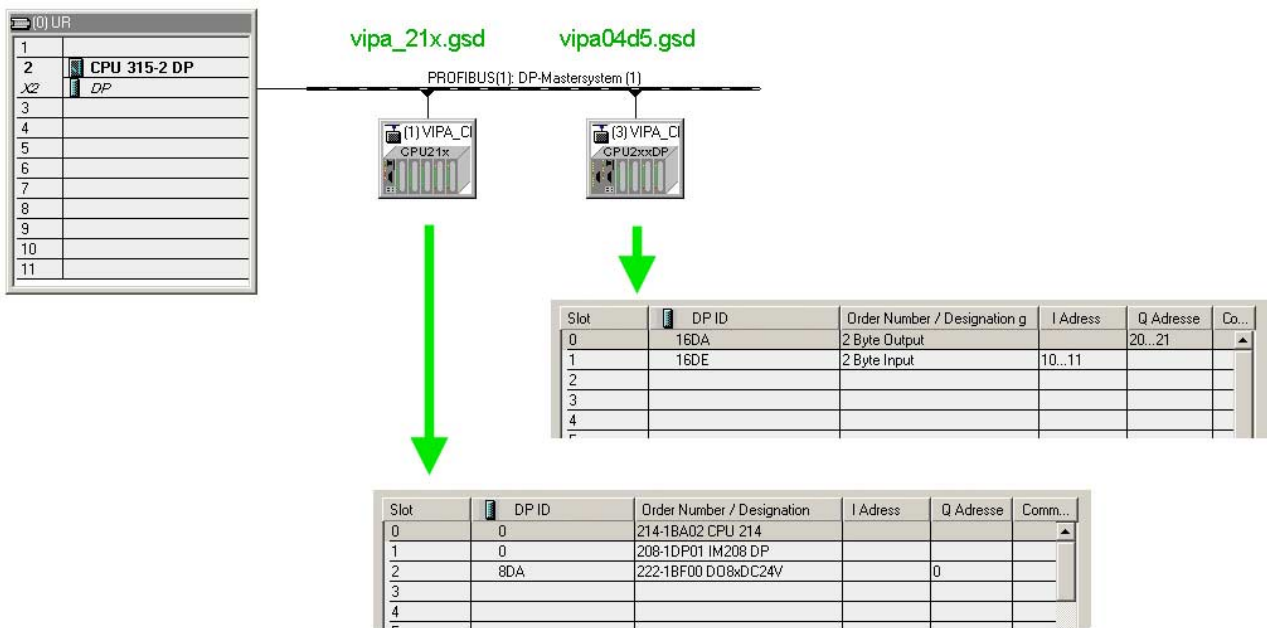 (0) UR
1
2 CPU 315-2 DP
X2 DP
3
4
5
6
7
8
9
10
11
vipa_21x.gsd vipa04d5.gsd
PROFIBUS(1): DP-Mastersystem (1)
(1) VIPA_CI (3) VIPA_CI
CPU21x CPU2xxDP
Slot DP ID Order Number / Designation g I Adress Q Adresse Co...
0 16DA 2 Byte Output 20...21
1 16DE 2 Byte Input 10...11
2
3
4
Slot DP ID Order Number / Designation I Adress Q Adresse Comm...
0 0 214-1BA02 CPU 214
1 0 208-1DP01 IM208 DP
2 8DA 222-1BF00 DO8xDC24V 0
3
4